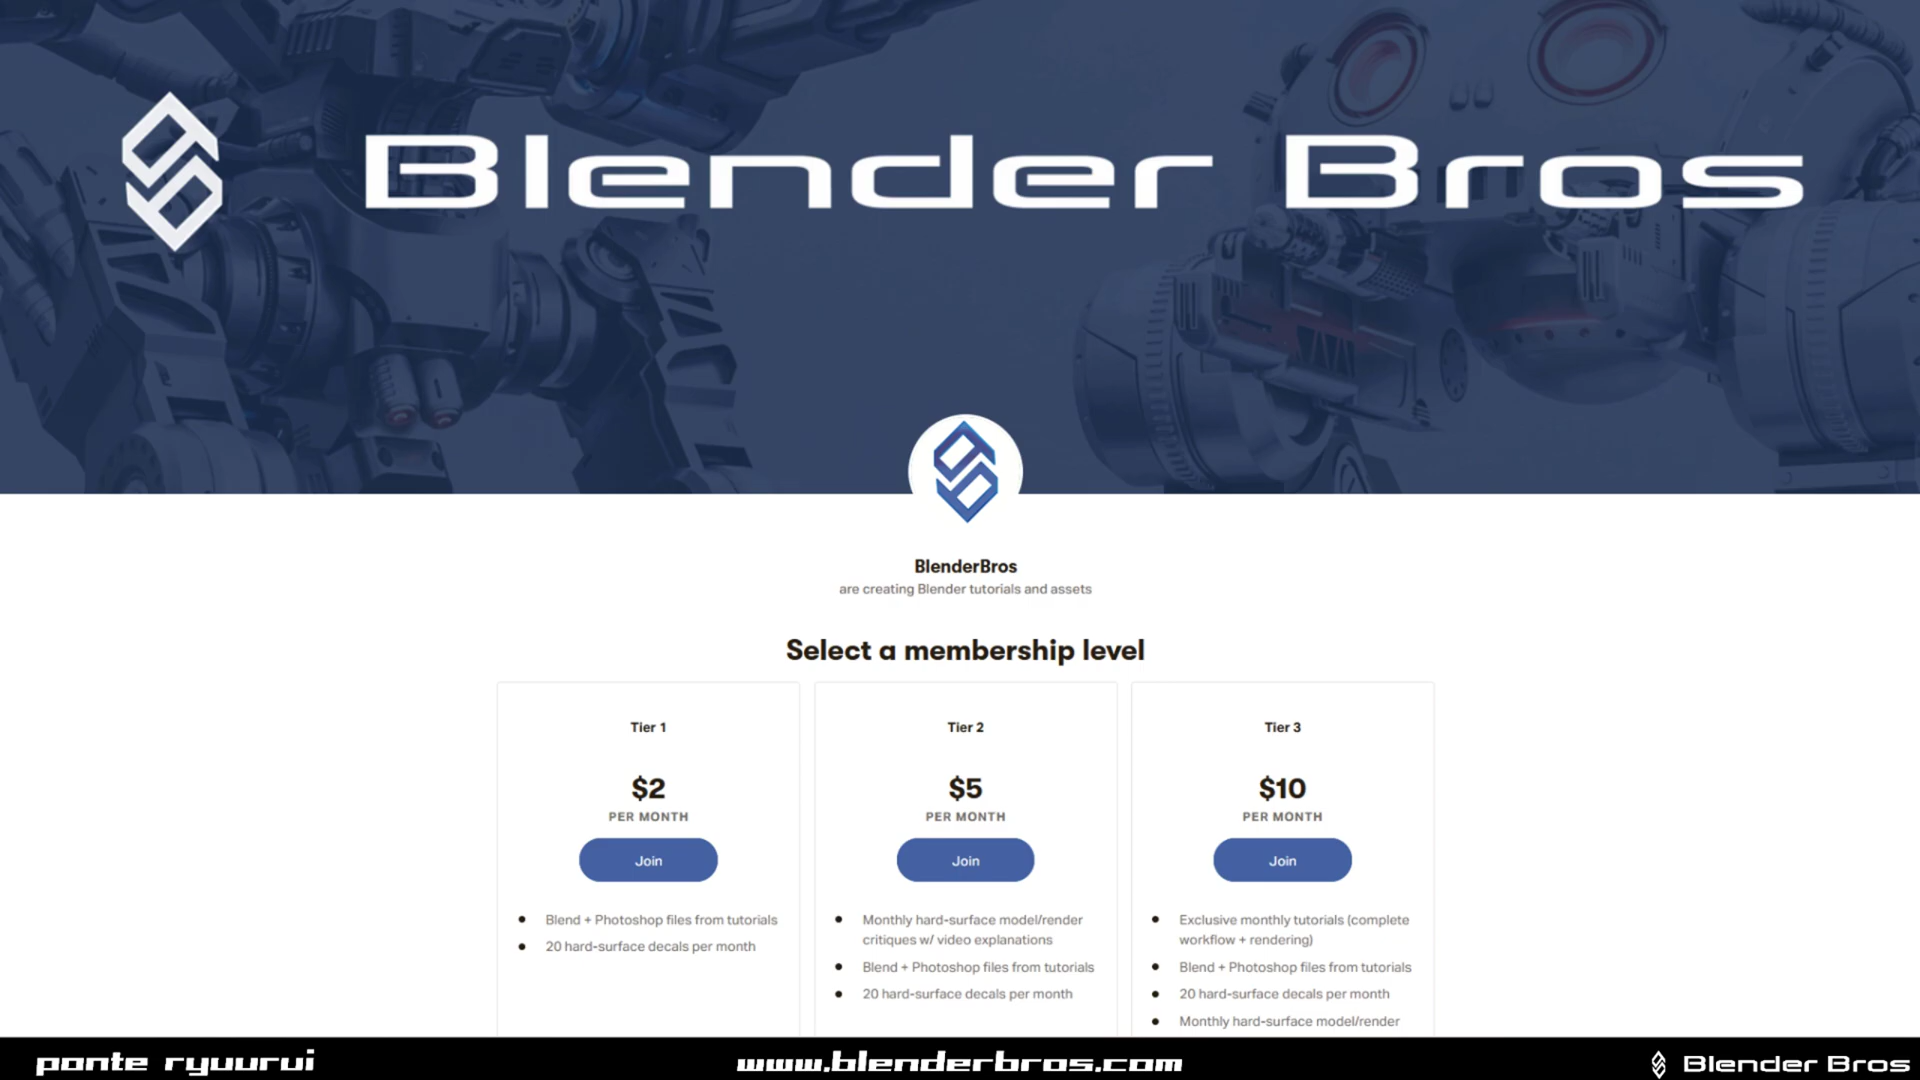 Blender Bros
BlenderBros
are creating Blender tutorials and assets
Select a membership level
Tier 1
$2
PER MONTH
Join
• Blend + Photoshop files from tutorials
• 20 hard-surface decals per month
Tier 2
$5
PER MONTH
Join
• Monthly hard-surface model/render
critiques w/ video explanations
• Blend + Photoshop files from tutorials
• 20 hard-surface decals per month
Tier 3
$10
PER MONTH
Join
• Exclusive monthly tutorials (complete
workflow + rendering)
• Blend + Photoshop files from tutorials
• 20 hard-surface decals per month
• Monthly hard-surface model/render
ponte ryuurui
www.blenderbros.com
Blender Bros